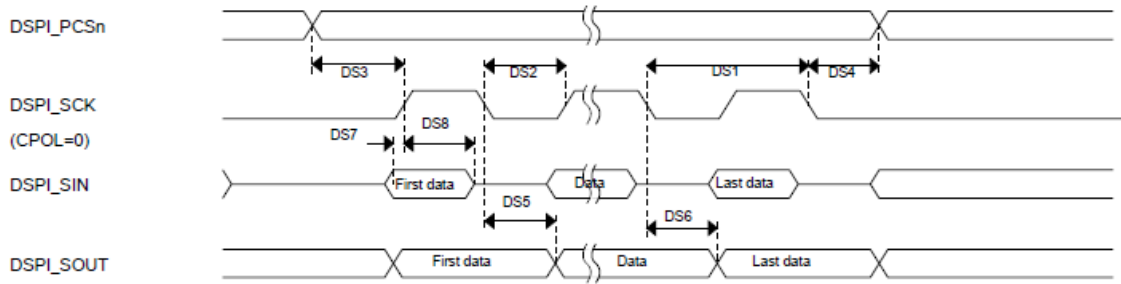 DSPI_PCSn
DS3
DS2
DS1
DS4
DSPI_SCK
(CPOL=0)
DS7
DS8
DSPI_SIN
First data
Data
Last data
DS5
DS6
DSPI_SOUT
First data
Data
Last data